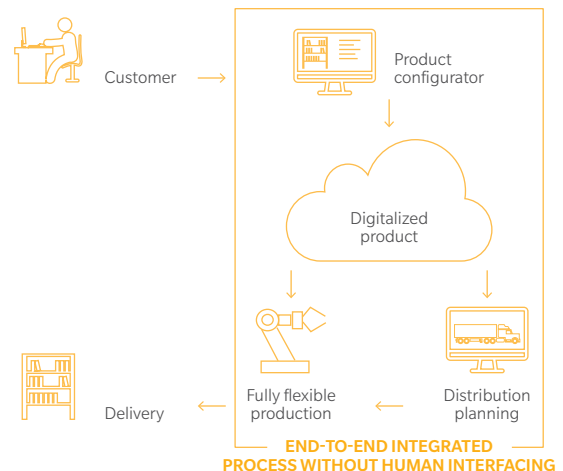 Customer
Product
configurator
Digitalized
product
Fully flexible
production
Distribution
planning
Delivery
END-TO-END INTEGRATED
PROCESS WITHOUT HUMAN INTERFACING